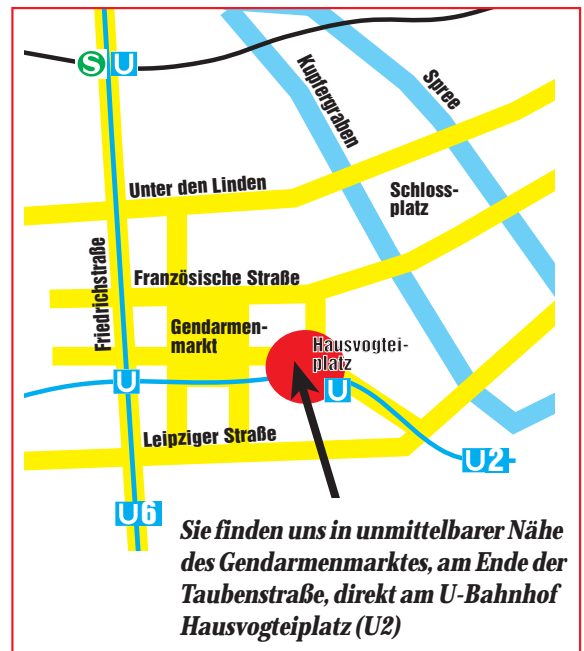 S U
Kupfergraben
Spree
Unter den Linden
Schloss-
platz
Friedrichstraße
Französische Straße
Gendarmen-
markt
Hausvogtei-
platz
U
U
Leipziger Straße
U2
U6
Sie finden uns in unmittelbarer Nähe
des Gendarmenmarktes, am Ende der
Taubenstraße, direkt am U-Bahnhof
Hausvogteiplatz (U2)